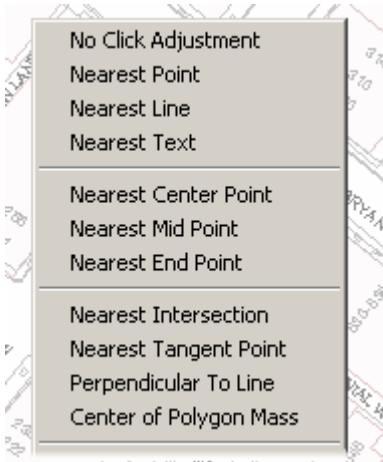 No Click Adjustment
Nearest Point
Nearest Line
Nearest Text
Nearest Center Point
Nearest Mid Point
Nearest End Point
Nearest Intersection
Nearest Tangent Point
Perpendicular To Line
Center of Polygon Mass
310